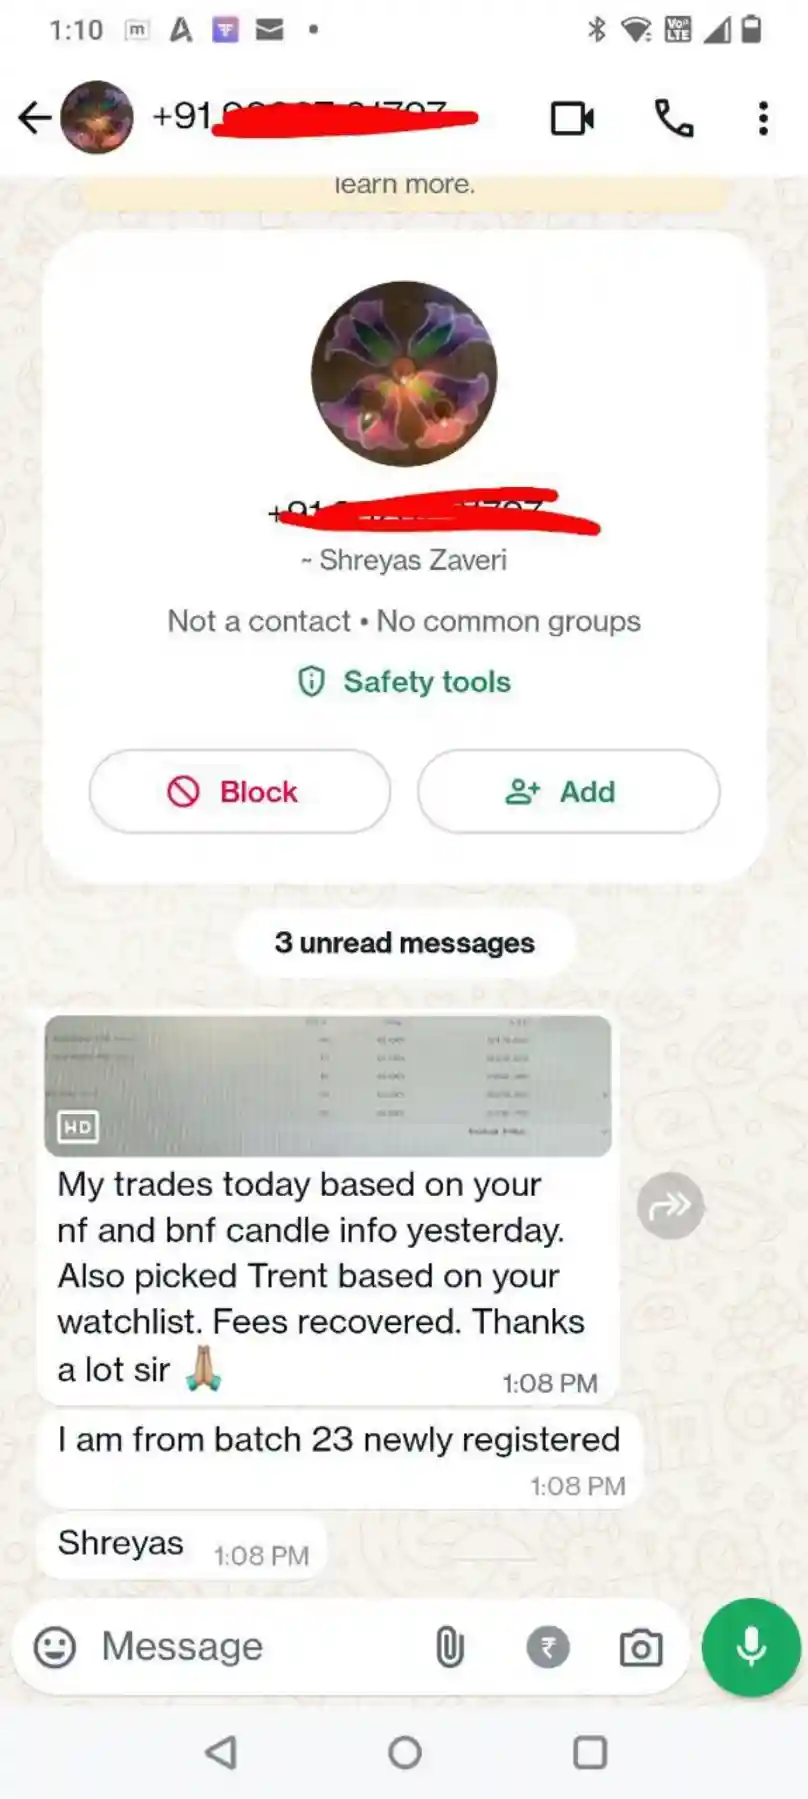 1:10
+91
learn more.
~ Shreyas Zaveri
Not a contact • No common groups
Safety tools
Block
Add
3 unread messages
HD
My trades today based on your
nf and bnf candle info yesterday.
Also picked Trent based on your
watchlist. Fees recovered. Thanks
a lot sir 🙏🏽
1:08 PM
I am from batch 23 newly registered
1:08 PM
Shreyas 1:08 PM
Message